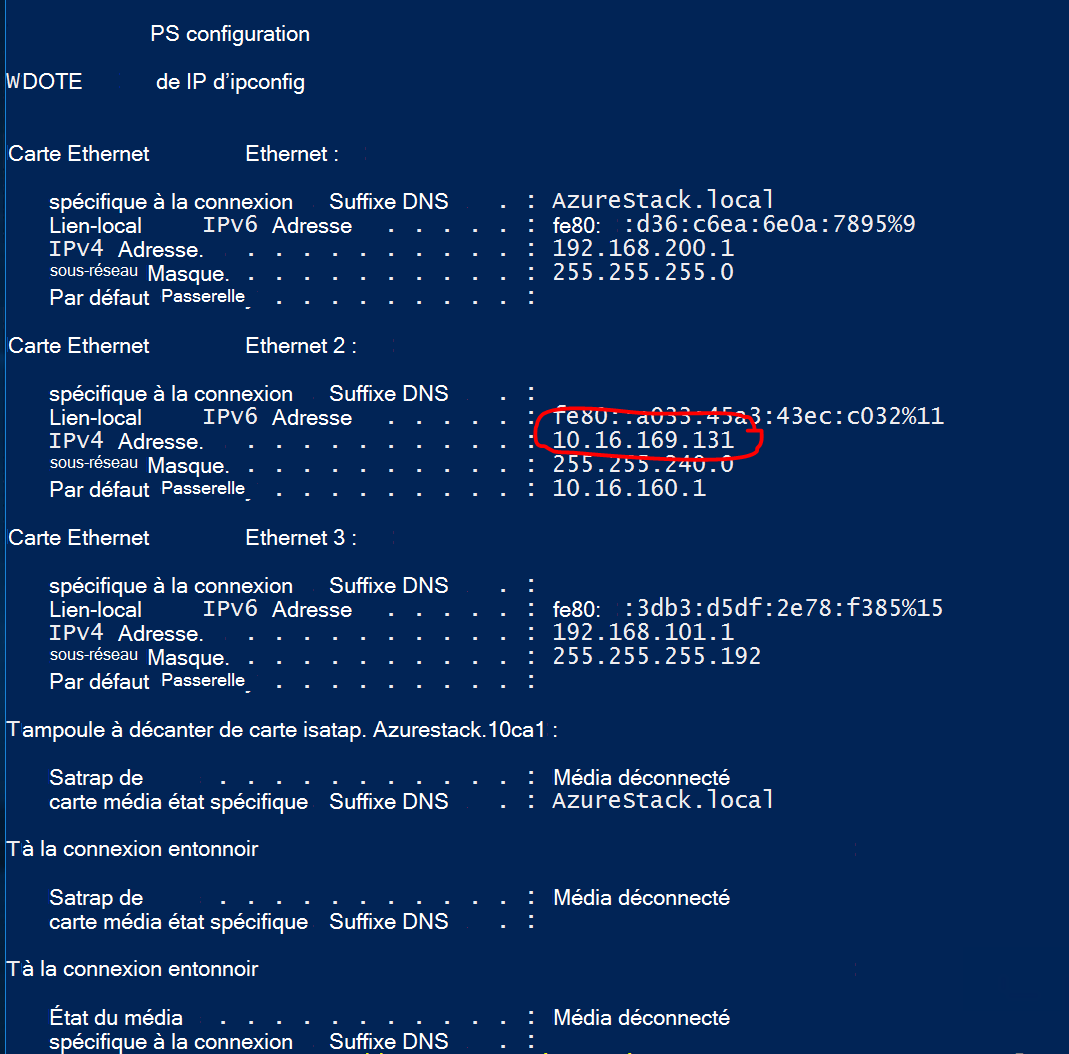 PS configuration
WDOTE de IP d’ipconfig
Carte Ethernet Ethernet :
spécifique à la connexion Suffixe DNS . : AzureStack.local
Lien-local IPv6 Adresse . . . . . : fe80: :d36:c6ea:6e0a:7895%9
IPv4 Adresse. . . . . . . . . . . : 192.168.200.1
sous-réseau Masque. . . . . . . . . . . : 255.255.255.0
Par défaut Passerelle . . . . . . . . . :
Carte Ethernet Ethernet 2 :
spécifique à la connexion Suffixe DNS . :
Lien-local IPv6 Adresse . . . . . : fe80::a033:45a3:43ec:c032%11
IPv4 Adresse. . . . . . . . . . . : 10.16.169.131
sous-réseau Masque. . . . . . . . . . . : 255.255.240.0
Par défaut Passerelle . . . . . . . . . : 10.16.160.1
Carte Ethernet Ethernet 3 :
spécifique à la connexion Suffixe DNS . :
Lien-local IPv6 Adresse . . . . . : fe80: :3db3:d5df:2e78:f385%15
IPv4 Adresse. . . . . . . . . . . : 192.168.101.1
sous-réseau Masque. . . . . . . . . . . : 255.255.255.192
Par défaut Passerelle . . . . . . . . . :
Tampoule à décanter de carte isatap. Azurestack.10ca1 :
Satrap de . . . . . . . . . . . : Média déconnecté
carte média état spécifique Suffixe DNS . : AzureStack.local
Tà la connexion entonnoir
Satrap de . . . . . . . . . . . : Média déconnecté
carte média état spécifique Suffixe DNS . :
Tà la connexion entonnoir
État du média . . . . . . . . . . . : Média déconnecté
spécifique à la connexion Suffixe DNS . :